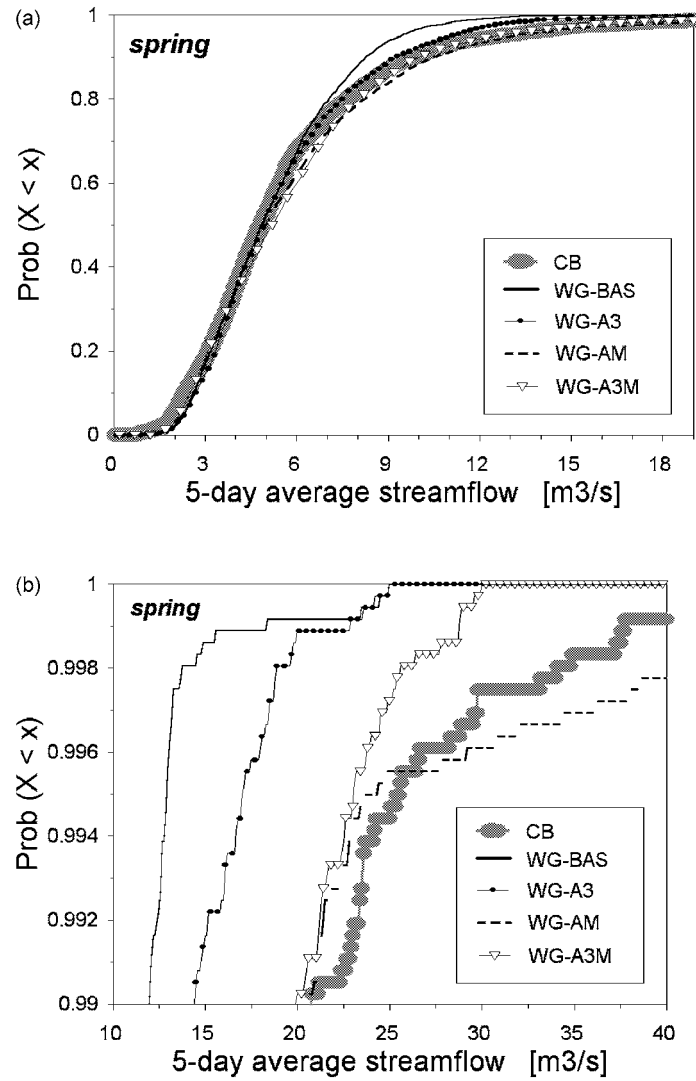 (a)
1
0.8
0.6
0.4
0.2
0
Prob (X < x)
spring
CB
WG-BAS
WG-A3
WG-AM
WG-A3M
0 3 6 9 12 15 18
5-day average streamflow [m3/s]
(b)
1
0.998
0.996
0.994
0.992
0.99
Prob (X < x)
spring
CB
WG-BAS
WG-A3
WG-AM
WG-A3M
10 15 20 25 30 35 40
5-day average streamflow [m3/s]